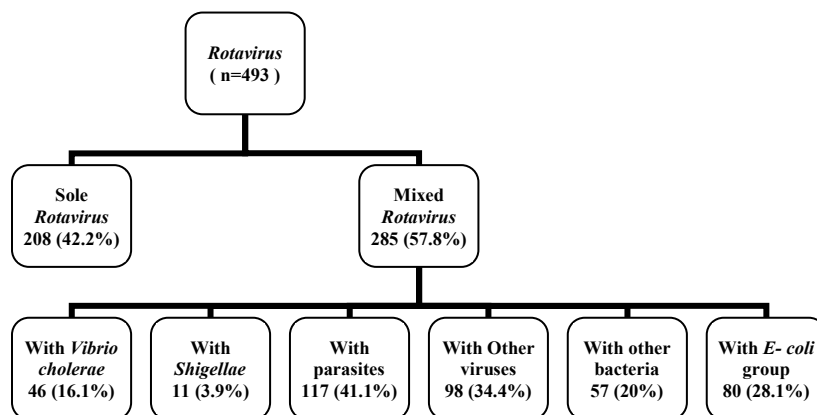 Rotavirus
( n=493 )
Sole
Rotavirus
208 (42.2%)
Mixed
Rotavirus
285 (57.8%)
With Vibrio
cholerae
46 (16.1%)
With
Shigellae
11 (3.9%)
With
parasites
117 (41.1%)
With Other
viruses
98 (34.4%)
With other
bacteria
57 (20%)
With E- coli
group
80 (28.1%)